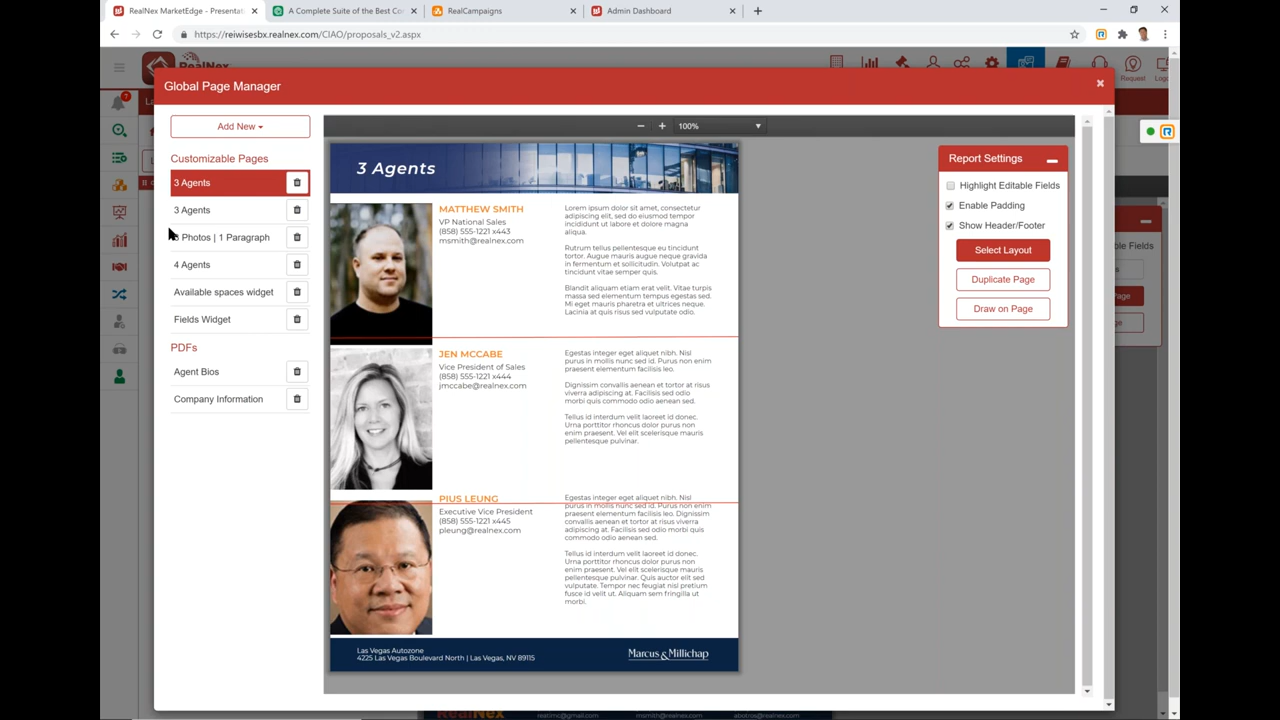 RealNex MarketEdge - Presentat
A Complete Suite of the Best Co
RealCampaigns
Admin Dashboard
https://reiwisesbx.realnex.com/CIAO/proposals_v2.aspx
Request
Global Page Manager
Add New
100%
Customizable Pages
3 Agents
3 Agents
Photos | 1 Paragraph
4 Agents
Available spaces widget
Fields Widget
PDFs
Agent Bios
Company Information
3 Agents
MATTHEW SMITH
VP National Sales
(858) 555-1221 x443
msmith@realnex.com
Lorem ipsum dolor sit amet, consectetur
adipiscing elit, sed do eiusmod tempor
incididunt ut labore et dolore magna
aliqua.
Rutrum tellus pellentesque eu tincidunt
tortor. Augue mauris augue neque gravida
in fermentum et sollicitudin. Volutpat ac
tincidunt vitae semper quis.
Blandit aliquam etiam erat velit. Vitae turpis
massa sed elementum tempus egestas sed.
Mi eget mauris pharetra et ultrices neque.
Lacinia at quis risus sed vulputate odio.
JEN MCCABE
Vice President of Sales
(858) 555-1221 x444
jmccabe@realnex.com
Egestas integer eget aliquet nibh. Nisl
purus in mollis nunc sed id. Purus non enim
praesent elementum facilisis leo.
Dignissim convallis aenean et tortor at risus
viverra adipiscing at. Facilisis sed odio
morbi quis commodo odio aenean sed.
Tellus id interdum velit laoreet id donec.
Urna porttitor rhoncus dolor purus non
enim praesent. Viverra aliquet eget sit
pellentesque pulvinar.
PIUS LEUNG
Executive Vice President
(858) 555-1221 x445
pleung@realnex.com
Egestas integer eget aliquet nibh. Nisl
purus in mollis nunc sed id. Purus non enim
praesent elementum facilisis leo. Dignissim
convallis aenean et tortor at risus viverra
adipiscing at. Facilisis sed odio morbi quis
commodo odio aenean sed.
Tellus id interdum velit laoreet id donec.
Urna porttitor rhoncus dolor purus non
enim praesent elementum facilisis leo.
pellentesque pulvinar. Quis auctor elit sed
vulputate. Tempor nec feugiat nisl pretium
fusce id velit ut. Aliquam sem fringilla ut
morbi.
Las Vegas Autozone
4225 Las Vegas Boulevard North | Las Vegas, NV 89115
Marcus & Millichap
Report Settings
Highlight Editable Fields
Enable Padding
Show Header/Footer
Select Layout
Duplicate Page
Draw on Page